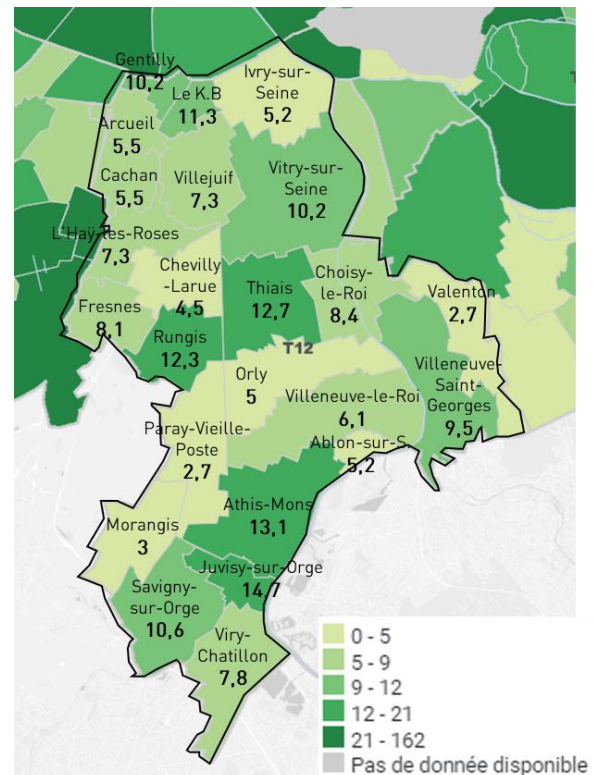 Gentilly
10,2
Le K.B
11,3
Ivry-sur-
Seine
5,2
Arcueil
5,5
Cachan
5,5
Villejuif
7,3
Vitry-sur-
Seine
10,2
L'Haÿ-les-Roses
7,3
Chevilly
-Larue
4,5
Thiais
12,7
Choisy-
le-Roi
8,4
Valenton
2,7
Fresnes
8,1
Rungis
12,3
T12
Orly
5
Villeneuve-le-Roi
6,1
Villeneuve-
Saint-
Georges
9,5
Paray-Vieille-
Poste
2,7
Ablon-sur-S.
5,2
Athis-Mons
13,1
Morangis
3
Juvisy-sur-Orge
14,7
Savigny-
sur-Orge
10,6
Viry-
Chatillon
7,8
0 - 5
5 - 9
9 - 12
12 - 21
21 - 162
Pas de donnée disponible